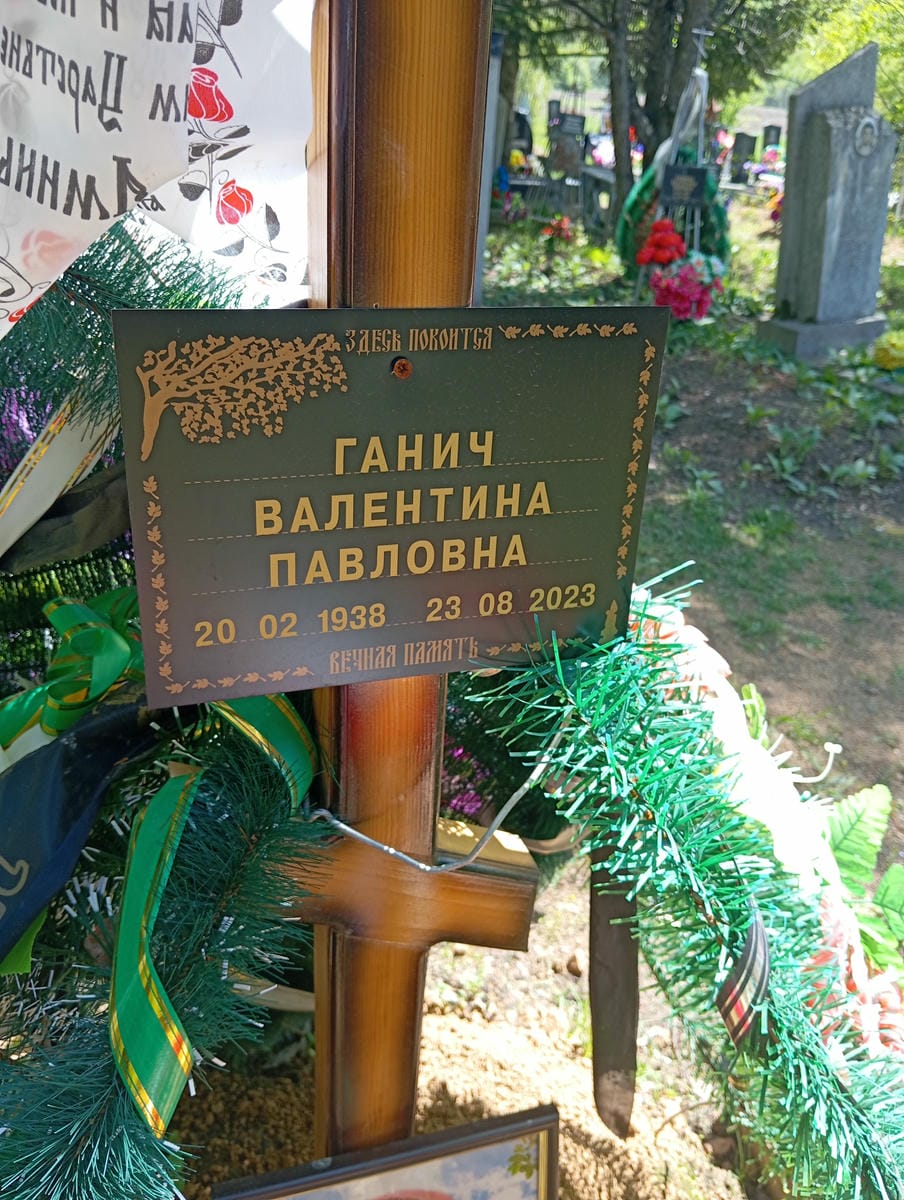 ЗДЕСЬ ПОКОИТСЯ
ГАНИЧ
ВАЛЕНТИНА
ПАВЛОВНА
20 02 1938 23 08 2023
ВЕЧНАЯ ПАМЯТЬ